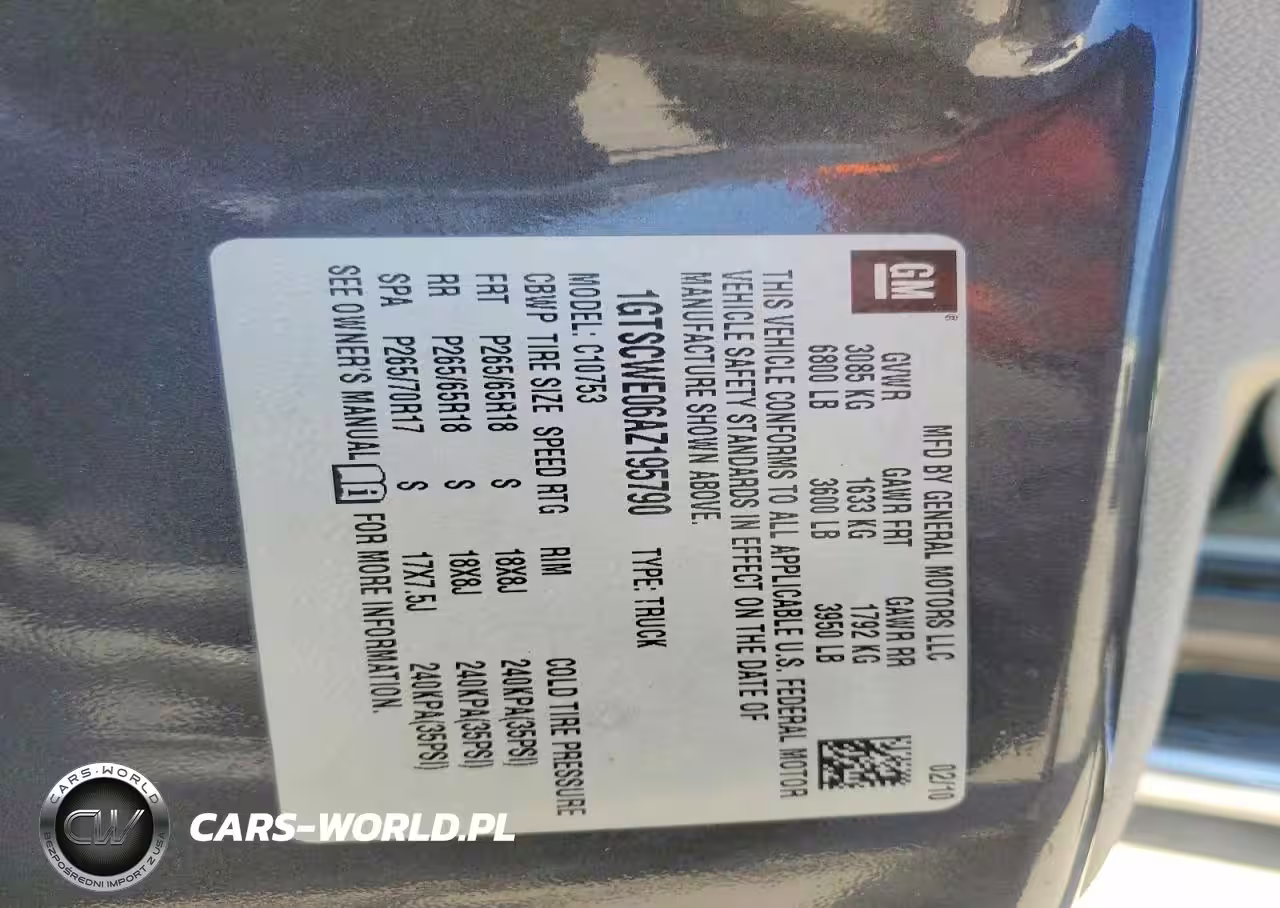 GM®
MFD BY GENERAL MOTORS LLC 02/10
GVWR GAWR FRT GAWR RR
3085 KG 1633 KG 1792 KG
6800 LB 3600 LB 3950 LB
THIS VEHICLE CONFORMS TO ALL APPLICABLE U.S. FEDERAL MOTOR
VEHICLE SAFETY STANDARDS IN EFFECT ON THE DATE OF
MANUFACTURE SHOWN ABOVE.
1GTSCWE06AZ195790 TYPE: TRUCK
MODEL: C10753
CBWP TIRE SIZE SPEED RTG RIM COLD TIRE PRESSURE
FRT P265/65R18 S 18X8J 240KPA(35PSI)
RR P265/65R18 S 18X8J 240KPA(35PSI)
SPA P265/70R17 S 17X7.5J 240KPA(35PSI)
SEE OWNER'S MANUAL i FOR MORE INFORMATION.
CARS-WORLD
CW
BEZPOŚREDNI IMPORT Z USA
CARS-WORLD.PL